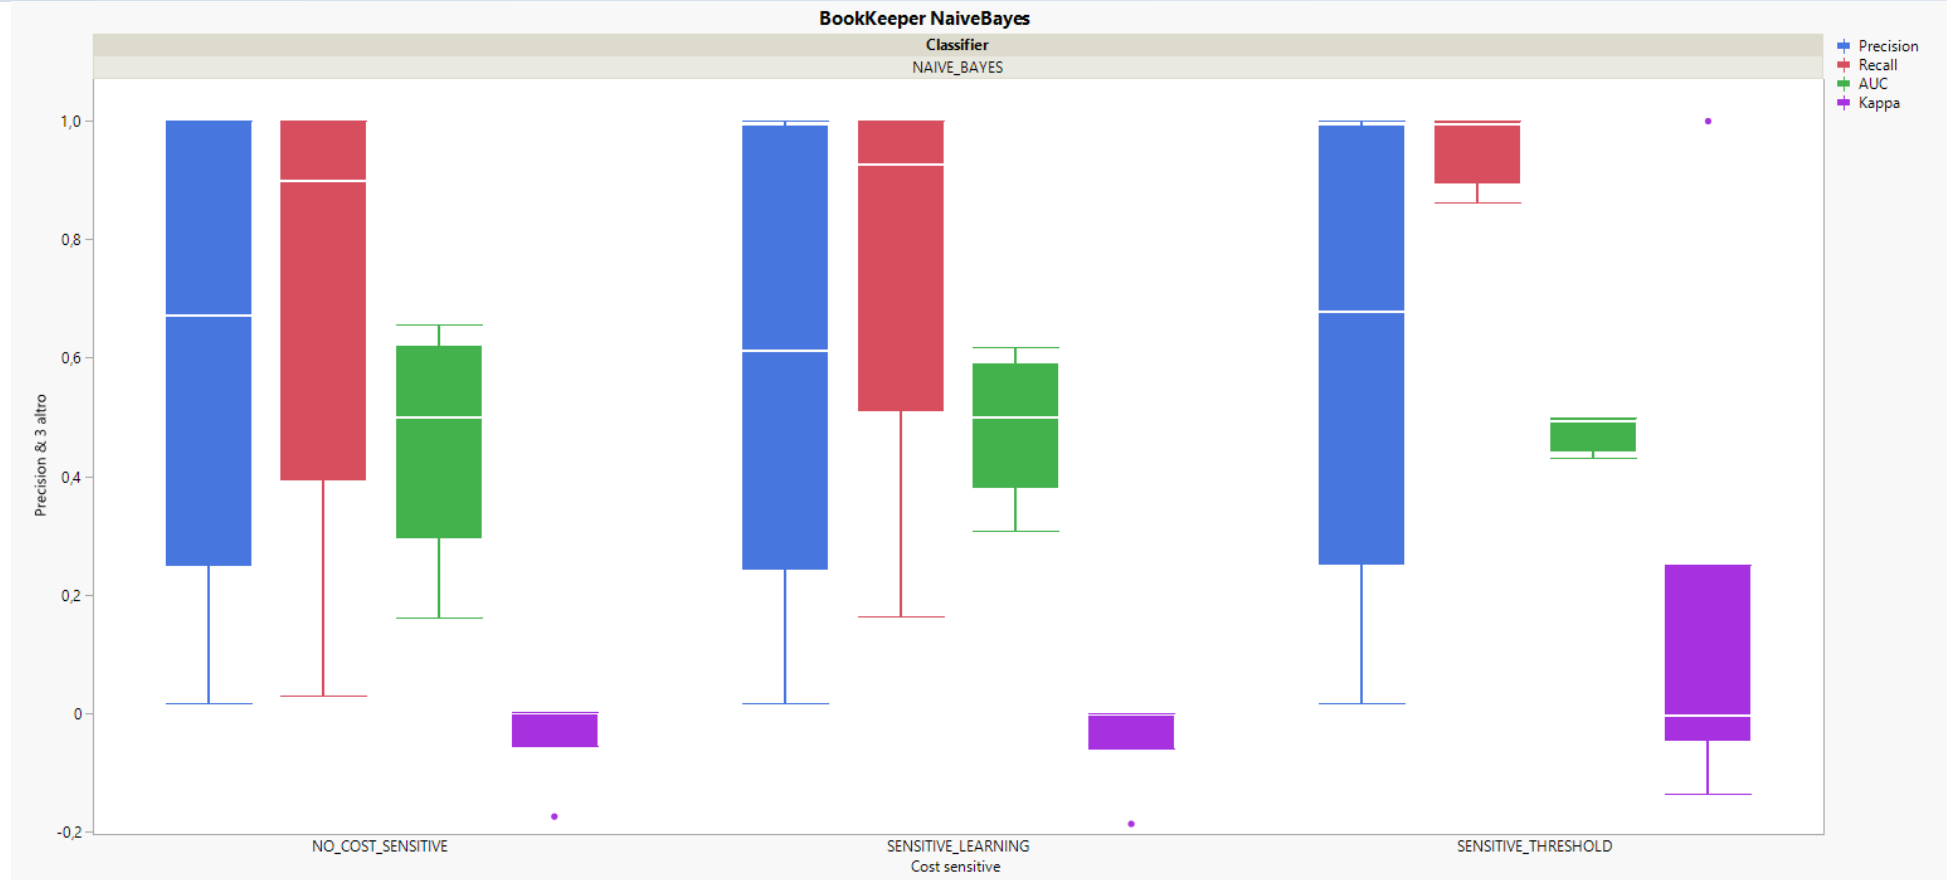 BookKeeper NaiveBayes
Classifier
NAIVE_BAYES
Precision
Recall
AUC
Kappa
1,0
0,8
0,6
0,4
0,2
0
-0,2
Precision & 3 altro
NO_COST_SENSITIVE
SENSITIVE_LEARNING
SENSITIVE_THRESHOLD
Cost sensitive